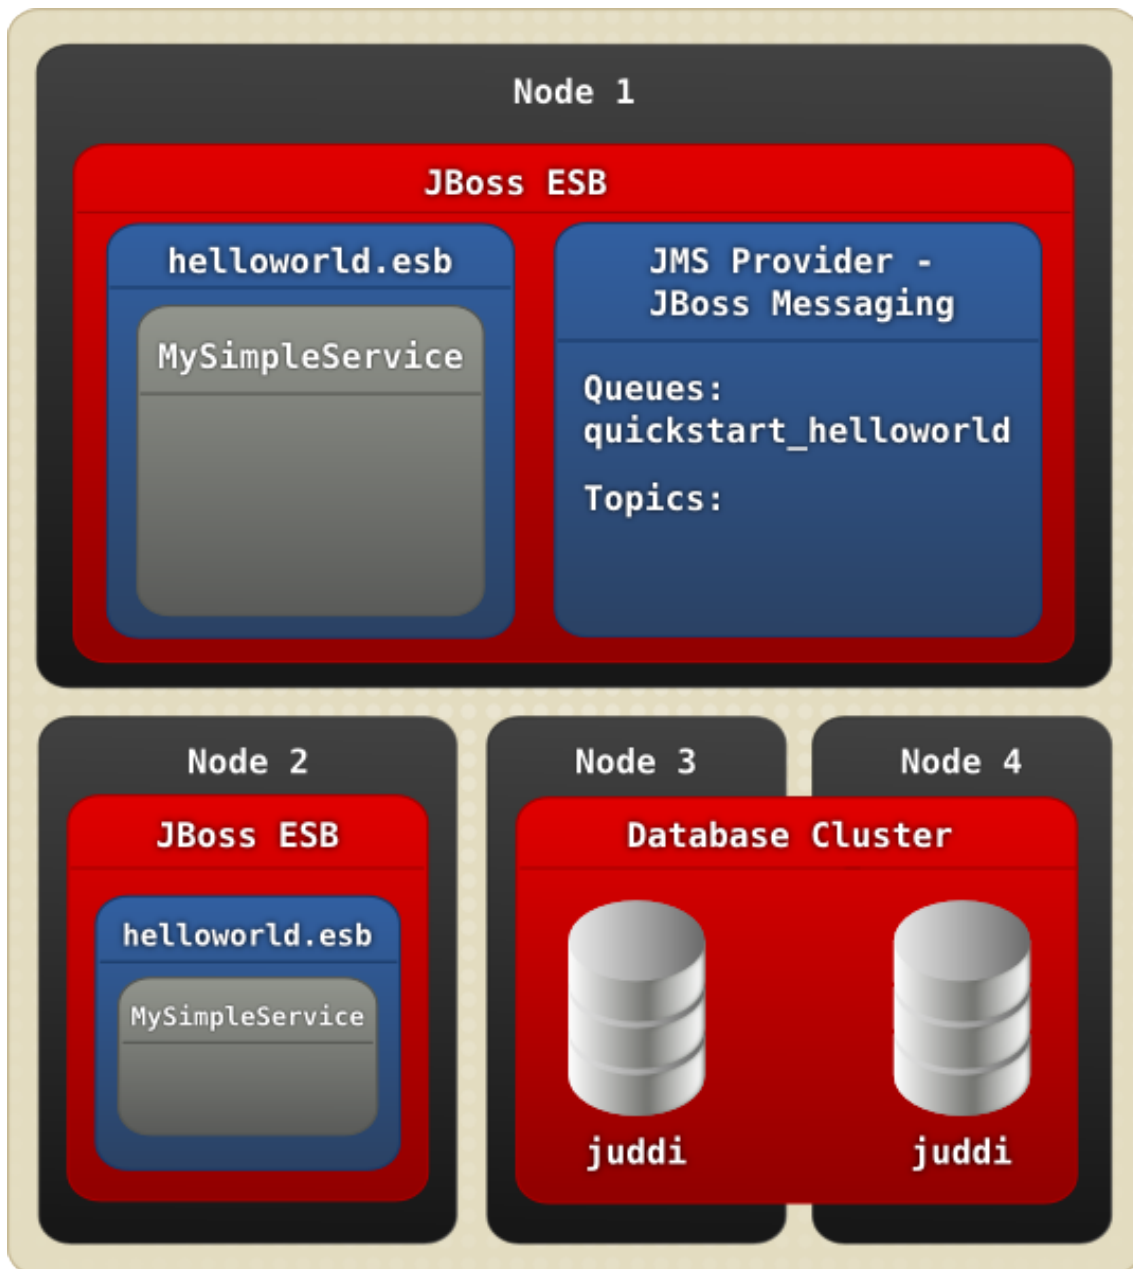 Node 1
JBoss ESB
helloworld.esb
MySimpleService
JMS Provider -
JBoss Messaging
Queues:
quickstart_helloworld
Topics:
Node 2
JBoss ESB
helloworld.esb
MySimpleService
Node 3
Node 4
Database Cluster
juddi
juddi